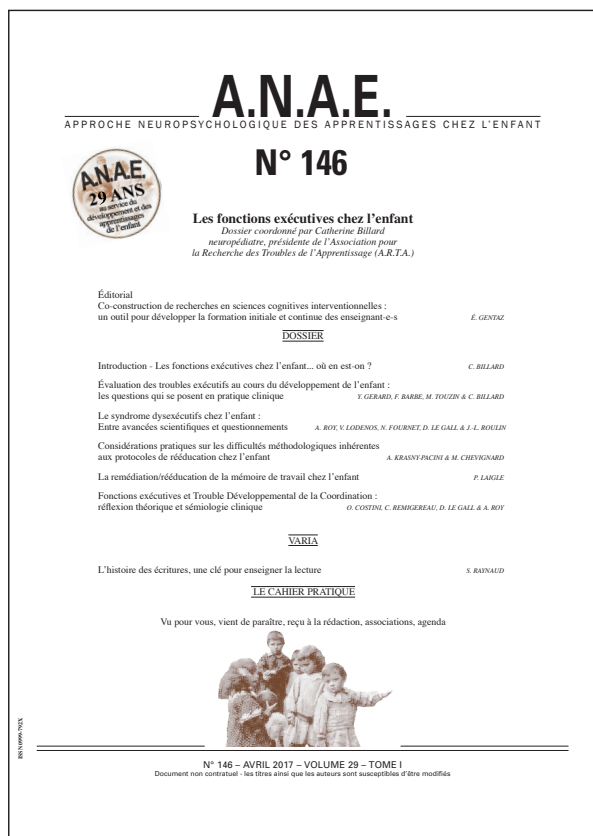 A.N.A.E.
APPROCHE NEUROPSYCHOLOGIQUE DES APPRENTISSAGES CHEZ L'ENFANT
N° 146
A.N.A.E.
29 ANS
au service du
développement et des
apprentissages
de l'enfant
Les fonctions exécutives chez l'enfant
Dossier coordonné par Catherine Billard
neuropédiatre, présidente de l'Association pour
la Recherche des Troubles de l'Apprentissage (A.R.T.A.)
Éditorial
Co-construction de recherches en sciences cognitives interventionnelles :
un outil pour développer la formation initiale et continue des enseignant-e-s É. GENTAZ
DOSSIER
Introduction - Les fonctions exécutives chez l'enfant... où en est-on ? C. BILLARD
Évaluation des troubles exécutifs au cours du développement de l'enfant :
les questions qui se posent en pratique clinique Y. GERARD, F. BARBE, M. TOUZIN & C. BILLARD
Le syndrome dysexécutif chez l'enfant :
Entre avancées scientifiques et questionnements A. ROY, V. LODENOS, N. FOURNET, D. LE GALL & J.-L. ROULIN
Considérations pratiques sur les difficultés méthodologiques inhérentes
aux protocoles de rééducation chez l'enfant A. KRASNY-PACINI & M. CHEVIGNARD
La remédiation/rééducation de la mémoire de travail chez l'enfant P. LAIGLE
Fonctions exécutives et Trouble Développemental de la Coordination :
réflexion théorique et sémiologie clinique O. COSTINI, C. REMIGEREAU, D. LE GALL & A. ROY
VARIA
L'histoire des écritures, une clé pour enseigner la lecture S. RAYNAUD
LE CAHIER PRATIQUE
Vu pour vous, vient de paraître, reçu à la rédaction, associations, agenda
ISSN 0999-792X
N° 146 – AVRIL 2017 – VOLUME 29 – TOME I
Document non contratuel - les titres ainsi que les auteurs sont susceptibles d'être modifiés